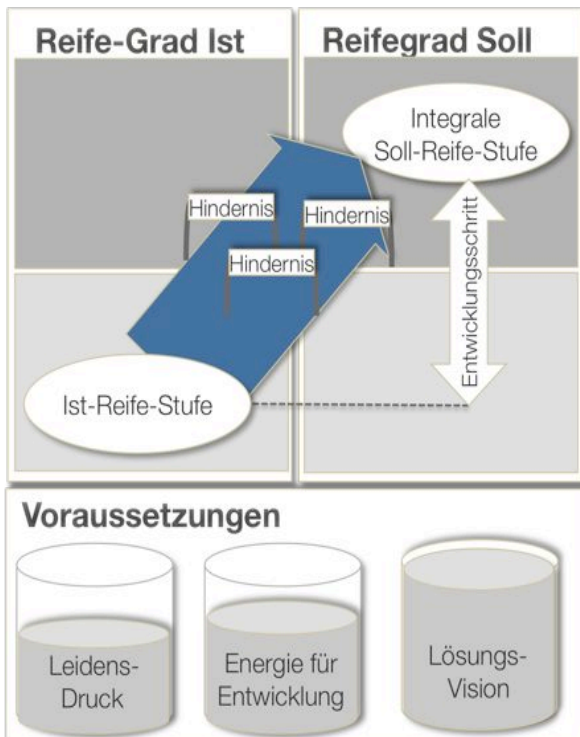 Reife-Grad Ist
Reifegrad Soll
Integrale
Soll-Reife-Stufe
Hindernis
Hindernis
Hindernis
Entwicklungsschritt
Ist-Reife-Stufe
Voraussetzungen
Leidens-
Druck
Energie für
Entwicklung
Lösungs-
Vision